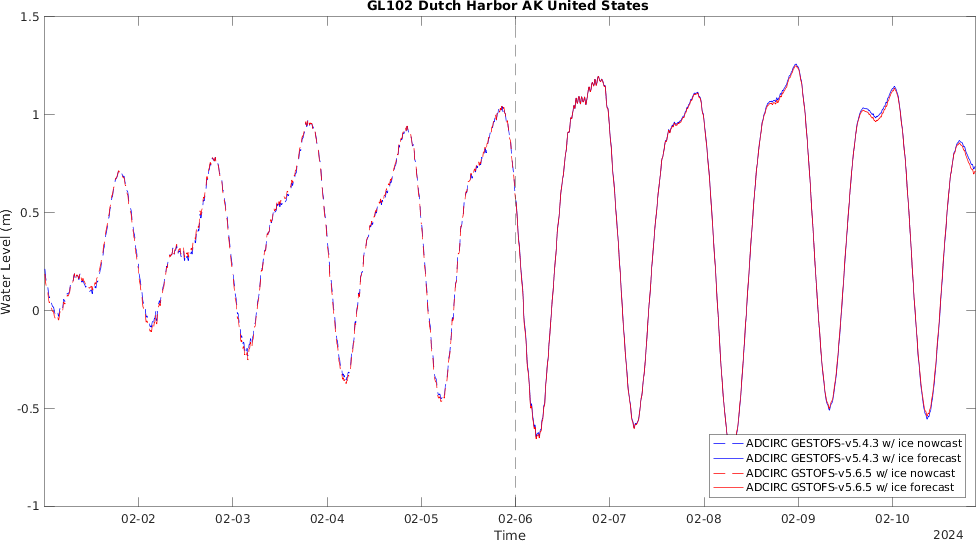 GL102 Dutch Harbor AK United States
1.5
1
0.5
0
-0.5
-1
Water Level (m)
02-02 02-03 02-04 02-05 02-06 02-07 02-08 02-09 02-10
Time
2024
ADCIRC GESTOFS-v5.4.3 w/ ice nowcast
ADCIRC GESTOFS-v5.4.3 w/ ice forecast
ADCIRC GSTOFS-v5.6.5 w/ ice nowcast
ADCIRC GSTOFS-v5.6.5 w/ ice forecast